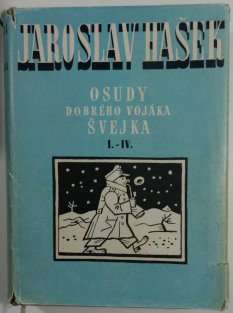 JAROSLAV HAŠEK
OSUDY
DOBRÉHO VOJÁKA
ŠVEJKA
I.-IV.